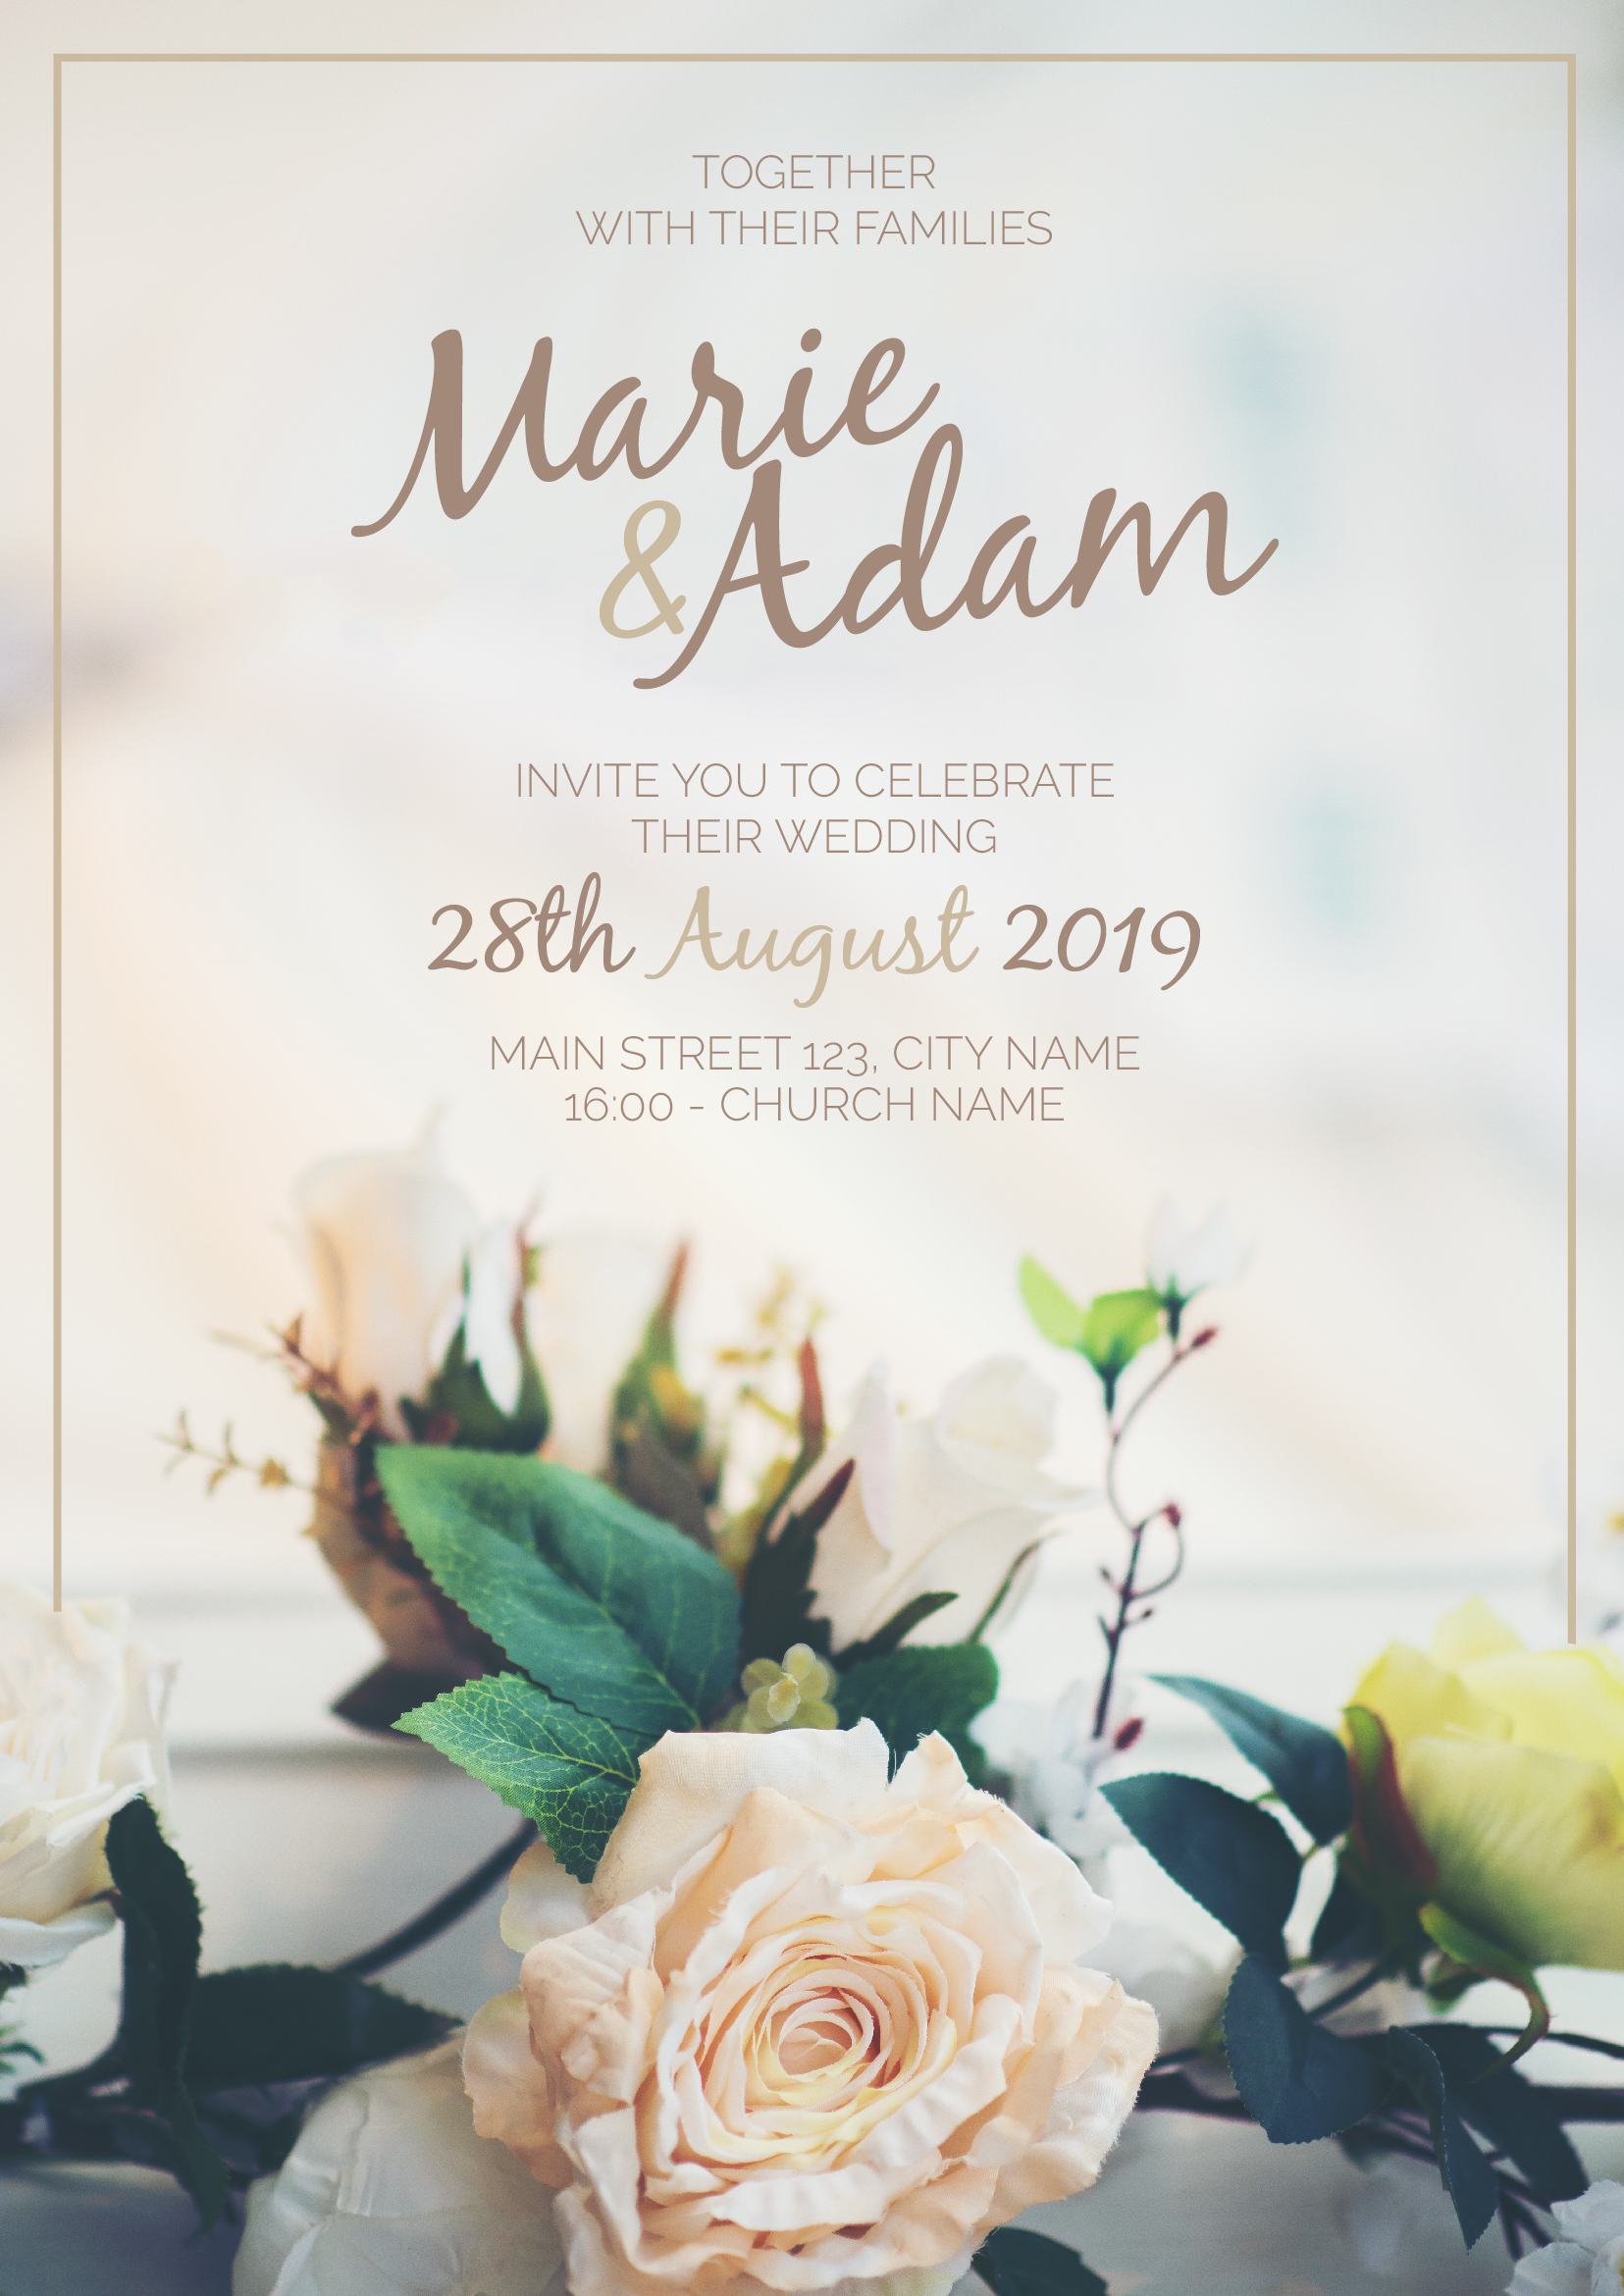 TOGETHER
WITH THEIR FAMILIES
Marie
& Adam
INVITE YOU TO CELEBRATE
THEIR WEDDING
28th August 2019
MAIN STREET 123, CITY NAME
16:00 - CHURCH NAME